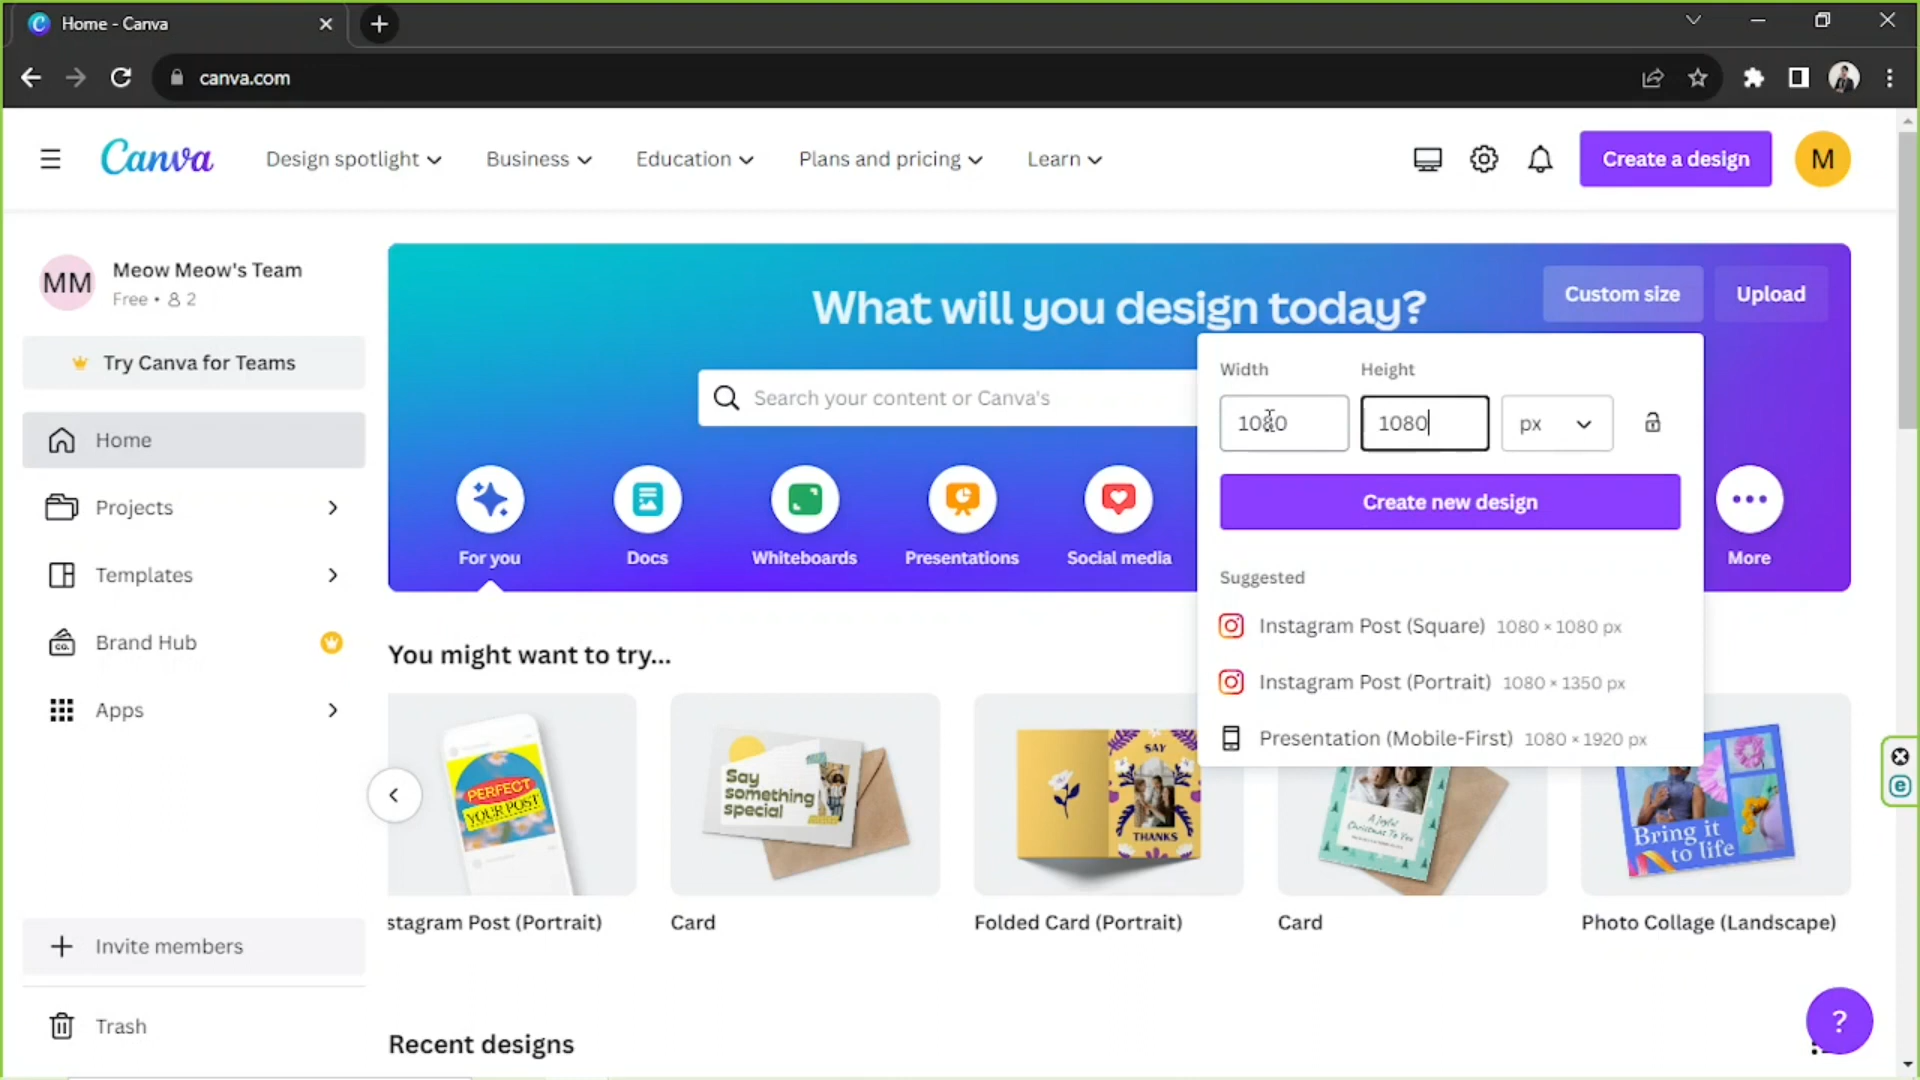 Home - Canva
canva.com
Canva
Design spotlight
Business
Education
Plans and pricing
Learn
Create a design
M
MM
Meow Meow's Team
Free • 2
Try Canva for Teams
Home
Projects
Templates
Brand Hub
Apps
Invite members
Trash
What will you design today?
Custom size
Upload
Search your content or Canva's
For you
Docs
Whiteboards
Presentations
Social media
More
Width
Height
1080
1080
px
Create new design
Suggested
Instagram Post (Square) 1080 × 1080 px
Instagram Post (Portrait) 1080 × 1350 px
Presentation (Mobile-First) 1080 × 1920 px
You might want to try...
PERFECT
YOUR POST
Say
something
special
SAY
THANKS
A Joyful
Christmas To You
Bring it
to life
stagram Post (Portrait)
Card
Folded Card (Portrait)
Card
Photo Collage (Landscape)
Recent designs
?